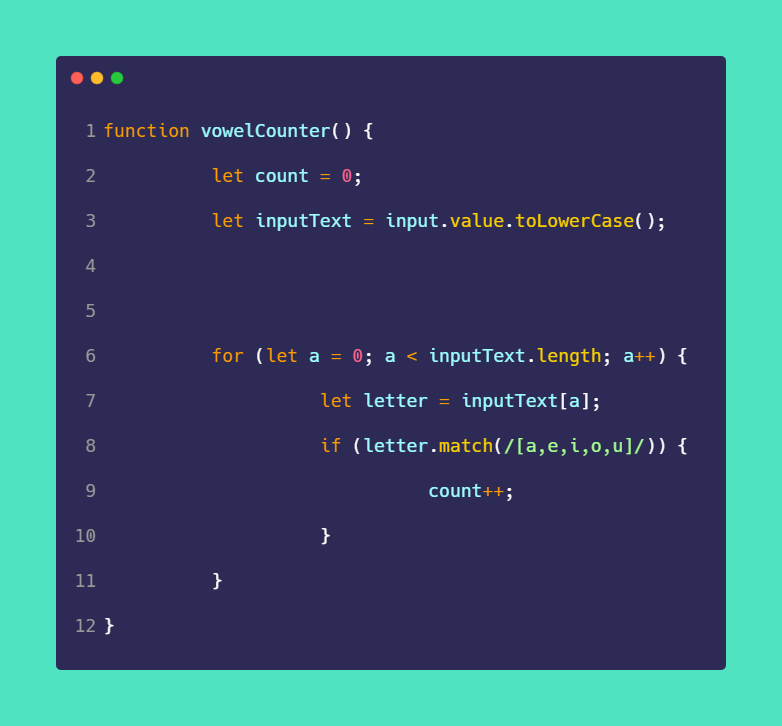 1 function vowelCounter() {
2 let count = 0;
3 let inputText = input.value.toLowerCase();
4
5
6 for (let a = 0; a < inputText.length; a++) {
7 let letter = inputText[a];
8 if (letter.match(/[a,e,i,o,u]/)) {
9 count++;
10 }
11 }
12 }